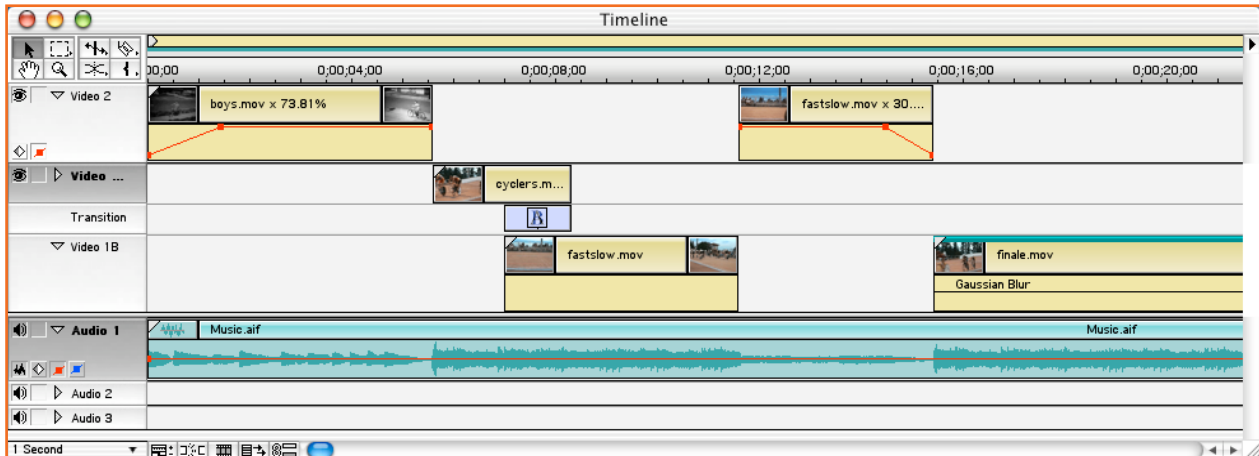 Timeline
00;00 0;00;04;00 0;00;08;00 0;00;12;00 0;00;16;00 0;00;20;00
Video 2
boys.mov x 73.81%
fastslow.mov x 30....
Video ...
cyclers.m...
Transition
B
Video 1B
fastslow.mov
finale.mov
Gaussian Blur
Audio 1
Music.aif
Music.aif
Audio 2
Audio 3
1 Second